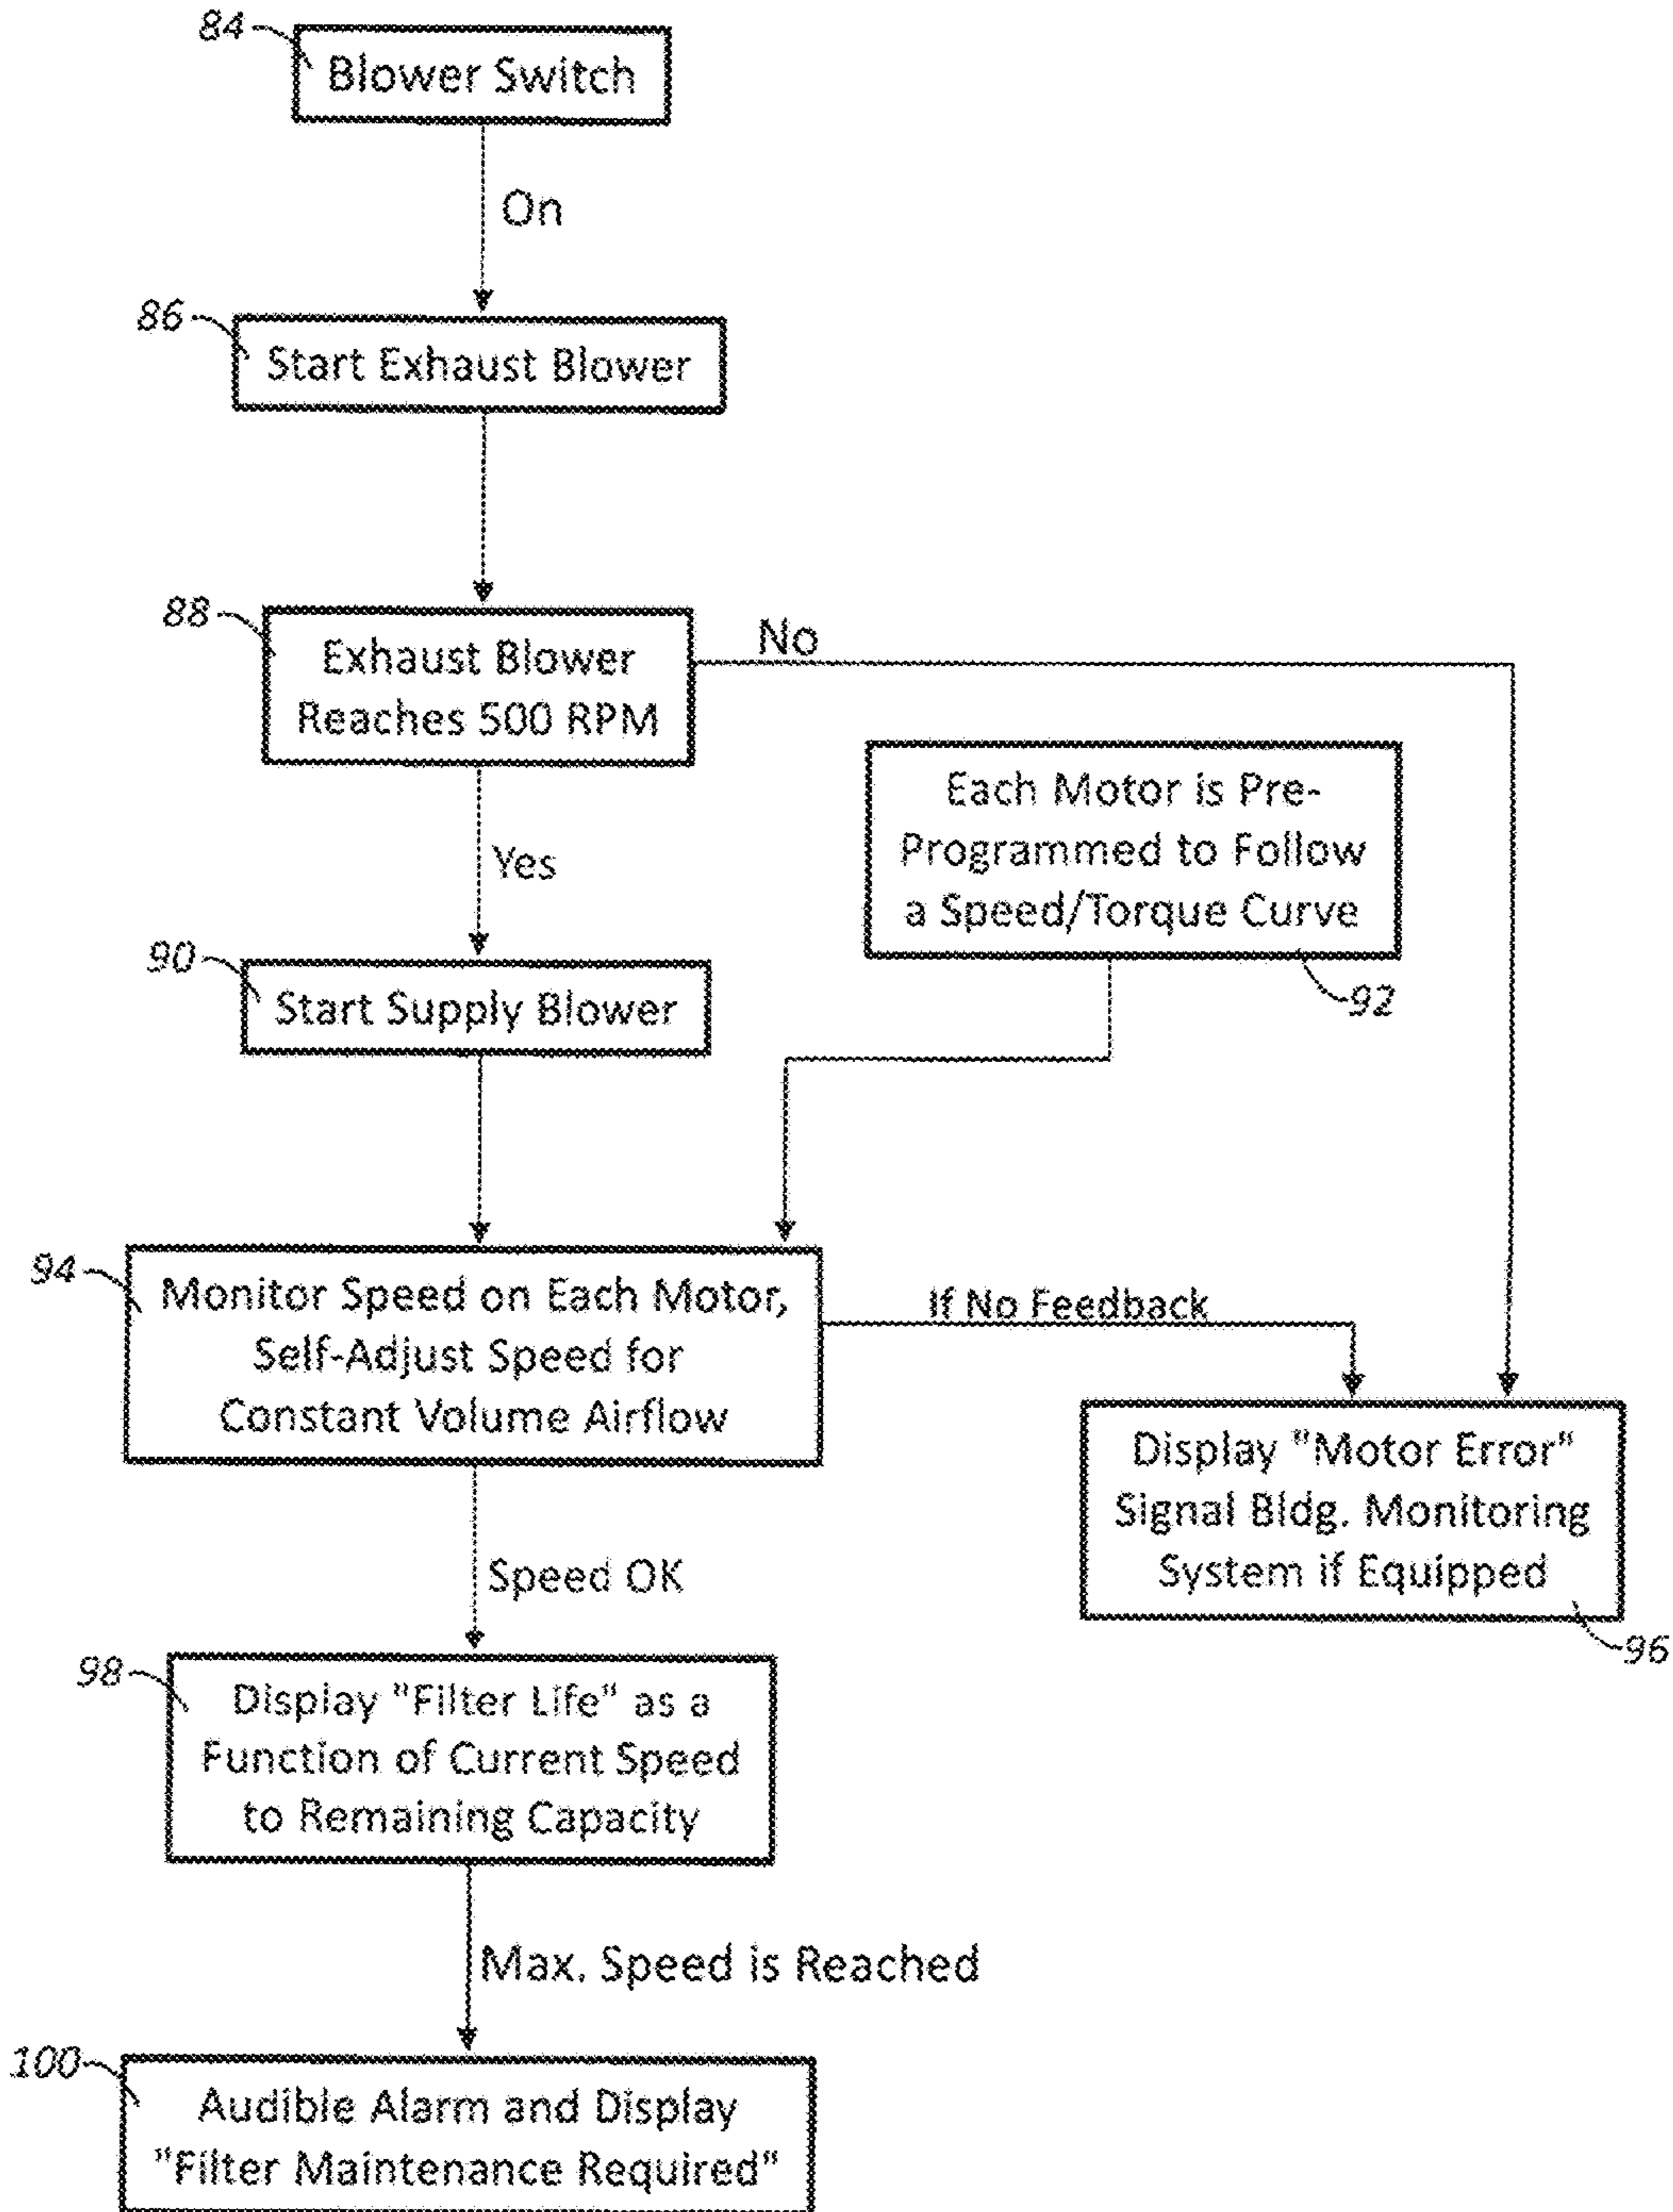 84
Blower Switch
On
86
Start Exhaust Blower
88
Exhaust Blower
Reaches 500 RPM
No
Yes
Each Motor is Pre-
Programmed to Follow
a Speed/Torque Curve
92
90
Start Supply Blower
94
Monitor Speed on Each Motor,
Self-Adjust Speed for
Constant Volume Airflow
If No Feedback
Display "Motor Error"
Signal Bldg. Monitoring
System if Equipped
96
Speed OK
98
Display "Filter Life" as a
Function of Current Speed
to Remaining Capacity
Max. Speed is Reached
100
Audible Alarm and Display
"Filter Maintenance Required"